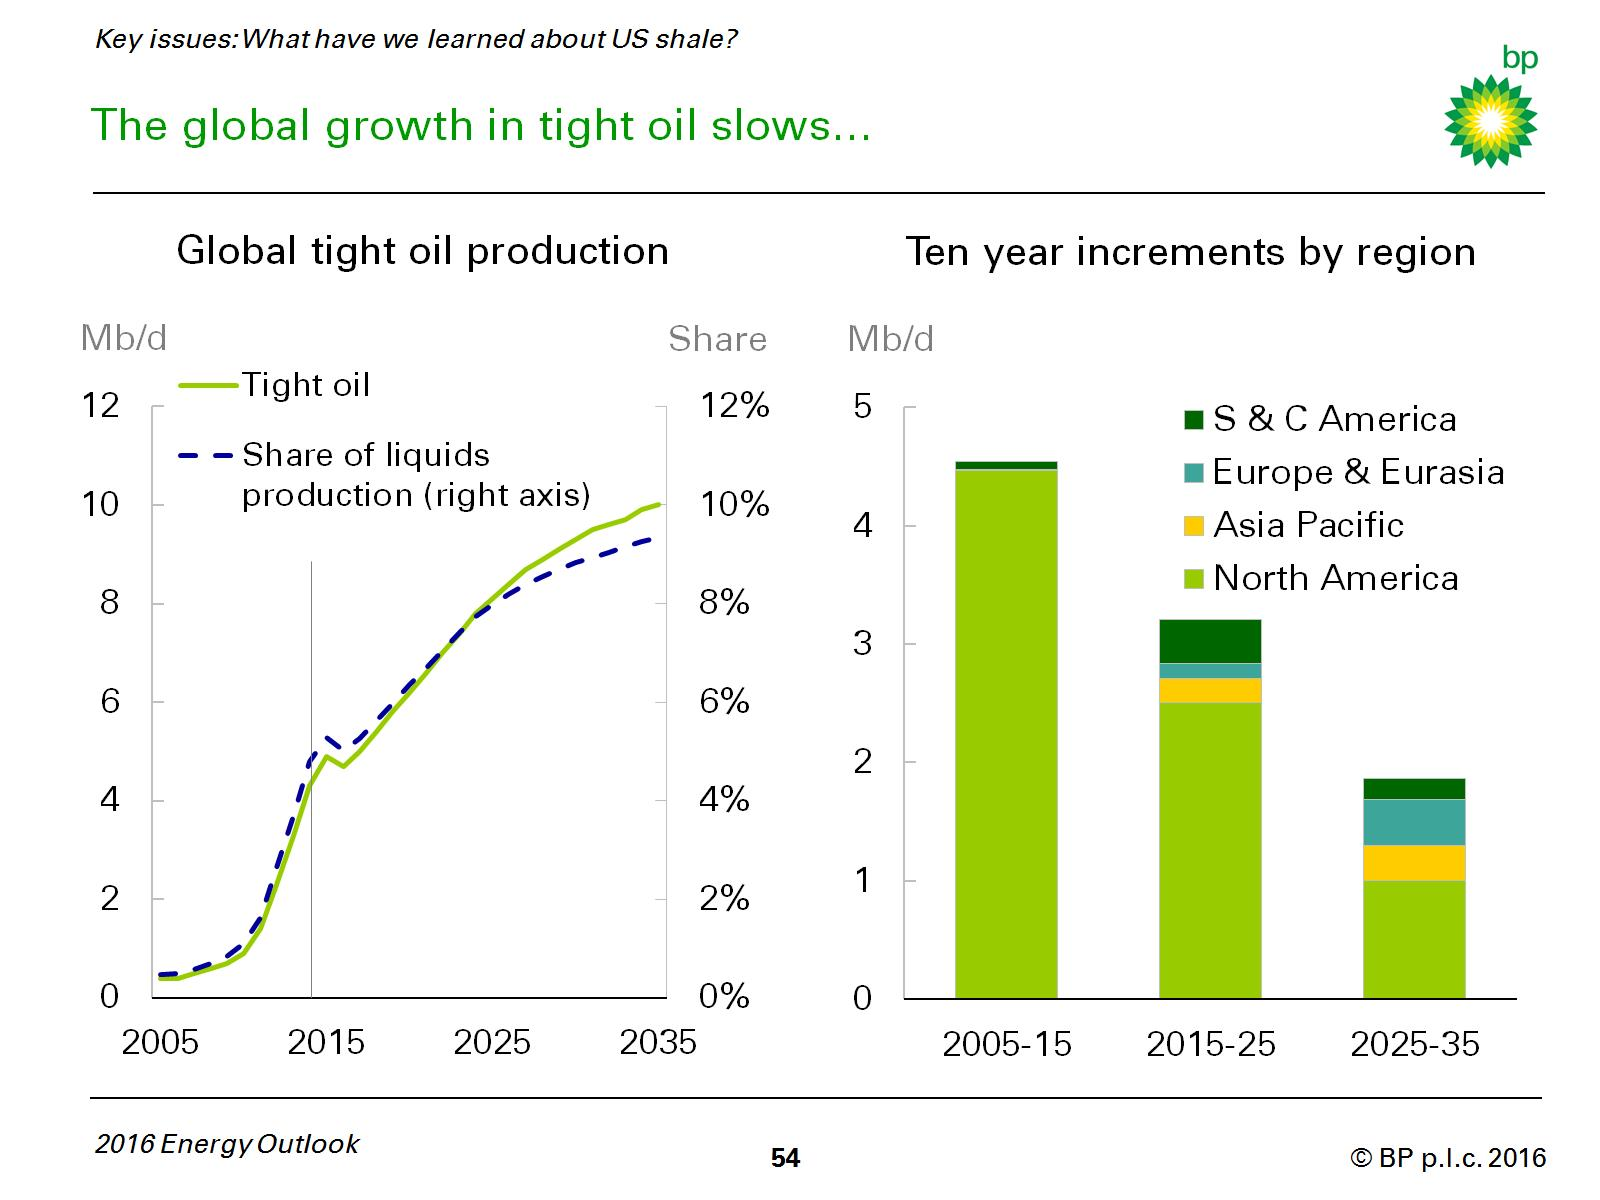 Key issues: What have we learned about US shale?
bp
The global growth in tight oil slows...
Global tight oil production
Mb/d
Share
Tight oil
Share of liquids
production (right axis)
12
10
8
6
4
2
0
12%
10%
8%
6%
4%
2%
0%
2005
2015
2025
2035
Ten year increments by region
Mb/d
5
4
3
2
1
0
S & C America
Europe & Eurasia
Asia Pacific
North America
2005-15
2015-25
2025-35
2016 Energy Outlook
54
© BP p.l.c. 2016